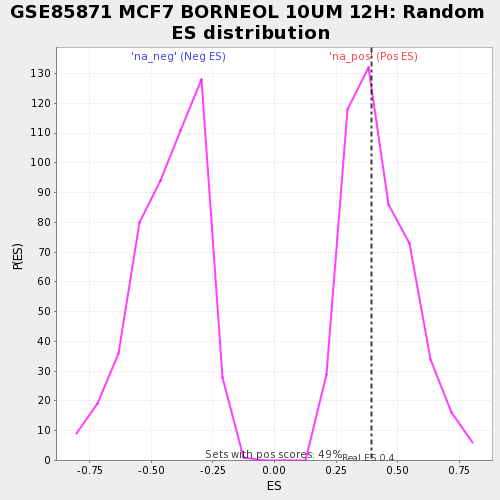 GSE85871 MCF7 BORNEOL 10UM 12H: Random
ES distribution
'na_neg' (Neg ES)
'na_pos' (Pos ES)
130
120
110
100
90
80
70
60
50
40
30
20
10
0
P(ES)
Sets with pos scores: 49%
Real ES 0.4
-0.75
-0.50
-0.25
0.00
0.25
0.50
0.75
ES